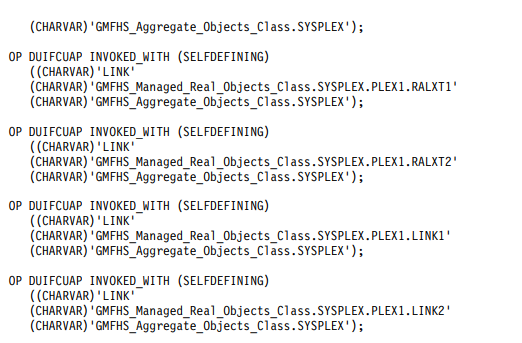 (CHARVAR)'GMFHS_Aggregate_Objects_Class.SYSPLEX');
OP DUIFCUAP INVOKED_WITH (SELFDEFINING)
((CHARVAR)'LINK'
(CHARVAR)'GMFHS_Managed_Real_Objects_Class.SYSPLEX.PLEX1.RALXT1'
(CHARVAR)'GMFHS_Aggregate_Objects_Class.SYSPLEX');
OP DUIFCUAP INVOKED_WITH (SELFDEFINING)
((CHARVAR)'LINK'
(CHARVAR)'GMFHS_Managed_Real_Objects_Class.SYSPLEX.PLEX1.RALXT2'
(CHARVAR)'GMFHS_Aggregate_Objects_Class.SYSPLEX');
OP DUIFCUAP INVOKED_WITH (SELFDEFINING)
((CHARVAR)'LINK'
(CHARVAR)'GMFHS_Managed_Real_Objects_Class.SYSPLEX.PLEX1.LINK1'
(CHARVAR)'GMFHS_Aggregate_Objects_Class.SYSPLEX');
OP DUIFCUAP INVOKED_WITH (SELFDEFINING)
((CHARVAR)'LINK'
(CHARVAR)'GMFHS_Managed_Real_Objects_Class.SYSPLEX.PLEX1.LINK2'
(CHARVAR)'GMFHS_Aggregate_Objects_Class.SYSPLEX');